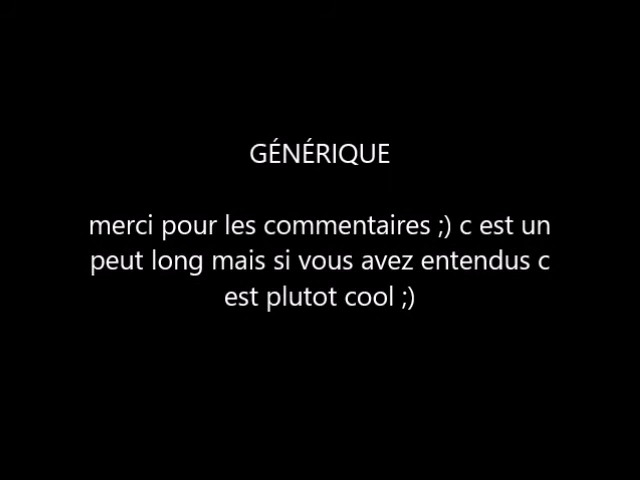 GÉNÉRIQUE
merci pour les commentaires ;) c est un
peut long mais si vous avez entendus c
est plutot cool ;)